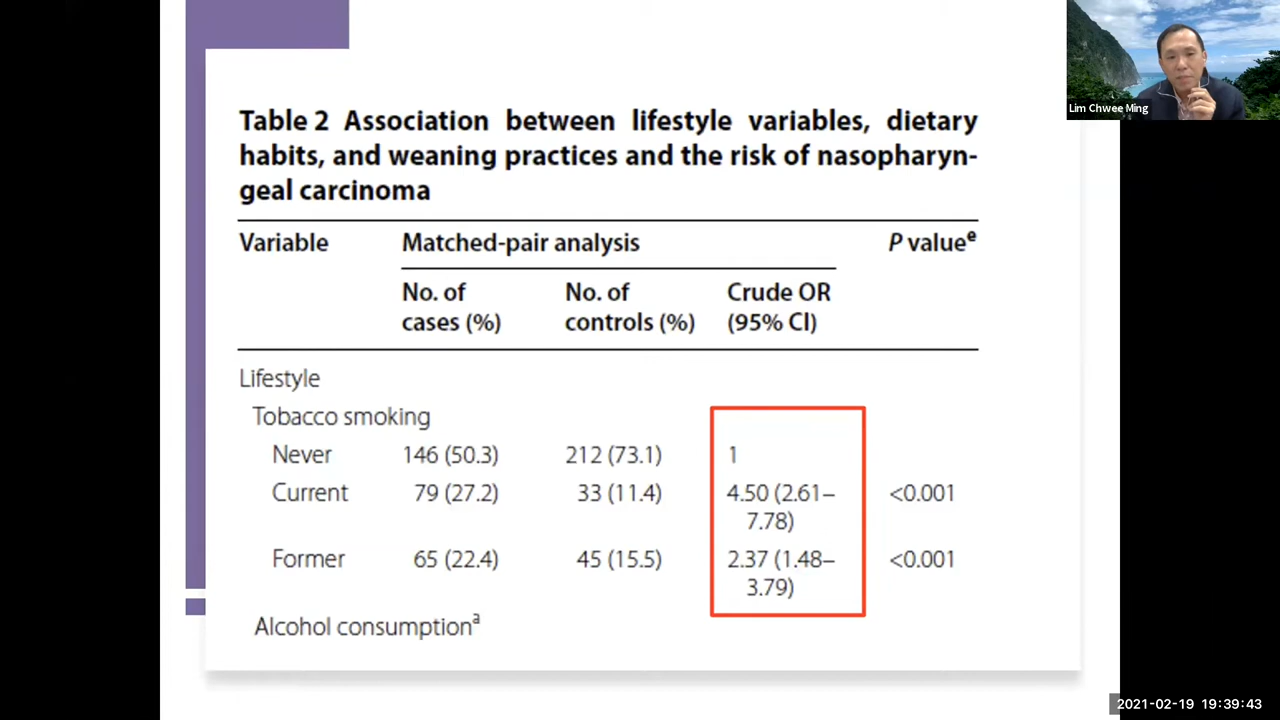 Lim Chwee Ming
Table 2 Association between lifestyle variables, dietary
habits, and weaning practices and the risk of nasopharyn-
geal carcinoma
Variable Matched-pair analysis P valueᵉ
No. of No. of Crude OR
cases (%) controls (%) (95% CI)
Lifestyle
Tobacco smoking
Never 146 (50.3) 212 (73.1) 1
Current 79 (27.2) 33 (11.4) 4.50 (2.61– <0.001
7.78)
Former 65 (22.4) 45 (15.5) 2.37 (1.48– <0.001
3.79)
Alcohol consumptionᵃ
2021-02-19 19:39:43